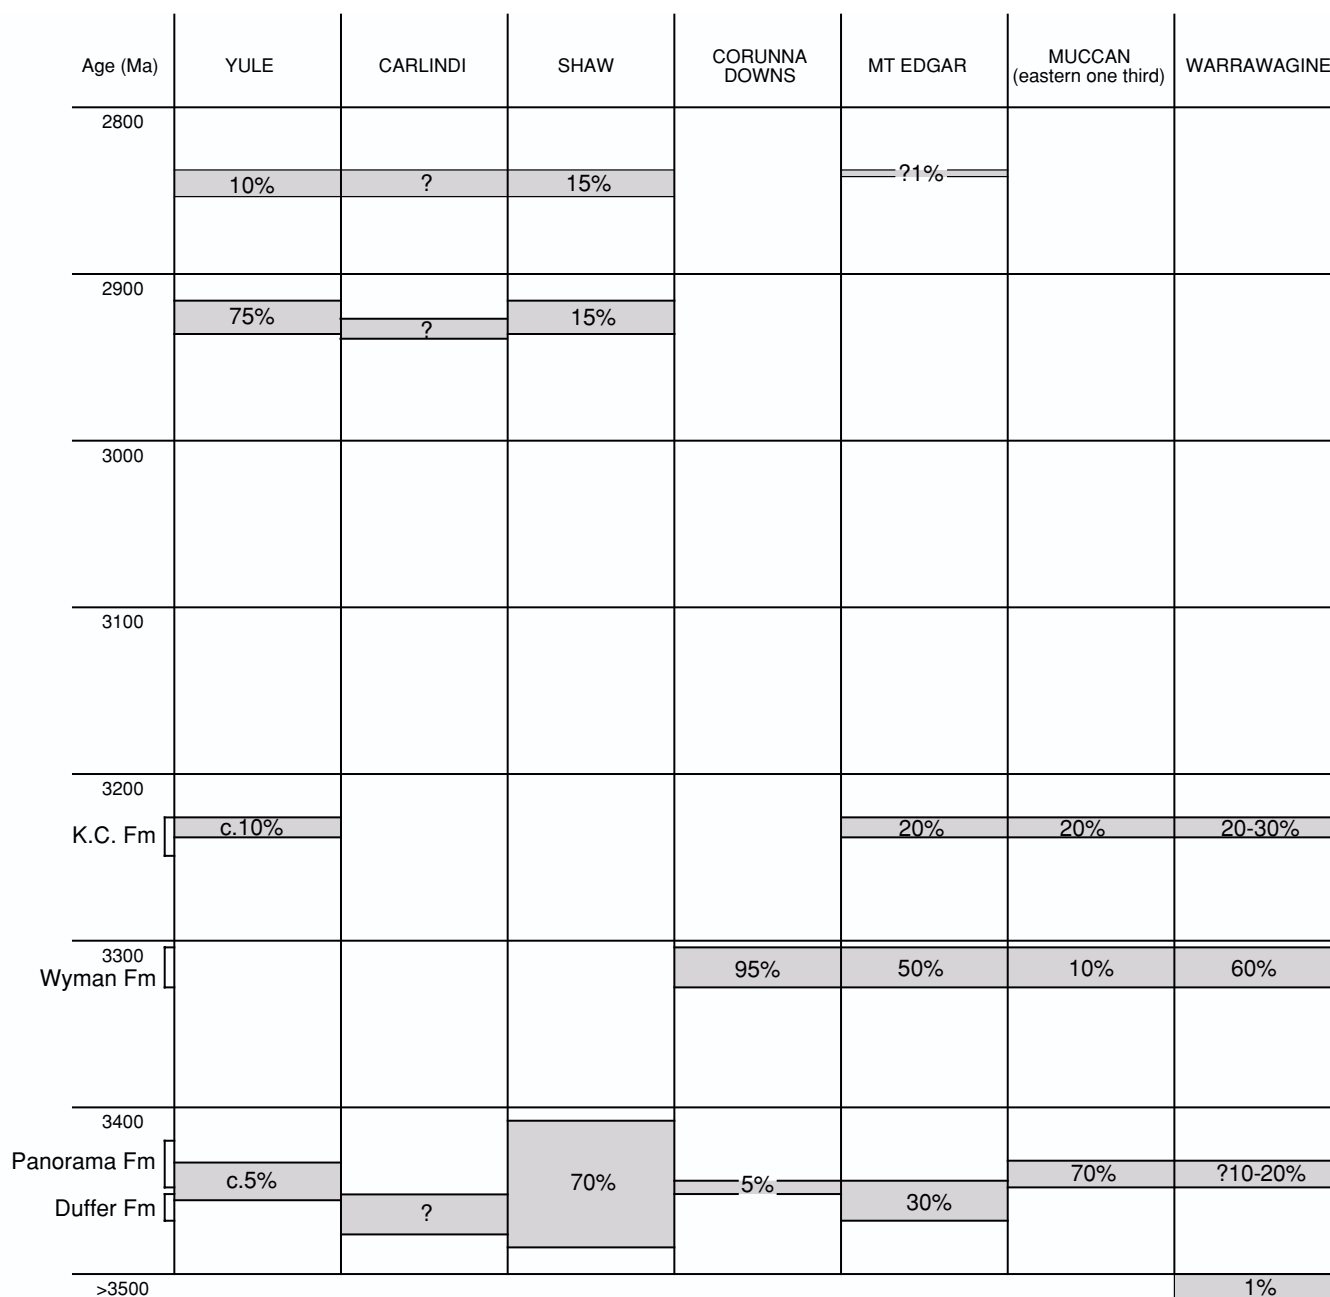 Age (Ma) YULE CARLINDI SHAW CORUNNA DOWNS MT EDGAR MUCCAN (eastern one third) WARRAWAGINE
2800
10% ? 15% ?1%
2900
75% ? 15%
3000
3100
3200
K.C. Fm c.10% 20% 20% 20-30%
3300
Wyman Fm 95% 50% 10% 60%
3400
Panorama Fm c.5% 70% 5% 70% ?10-20%
Duffer Fm ? 30%
>3500 1%